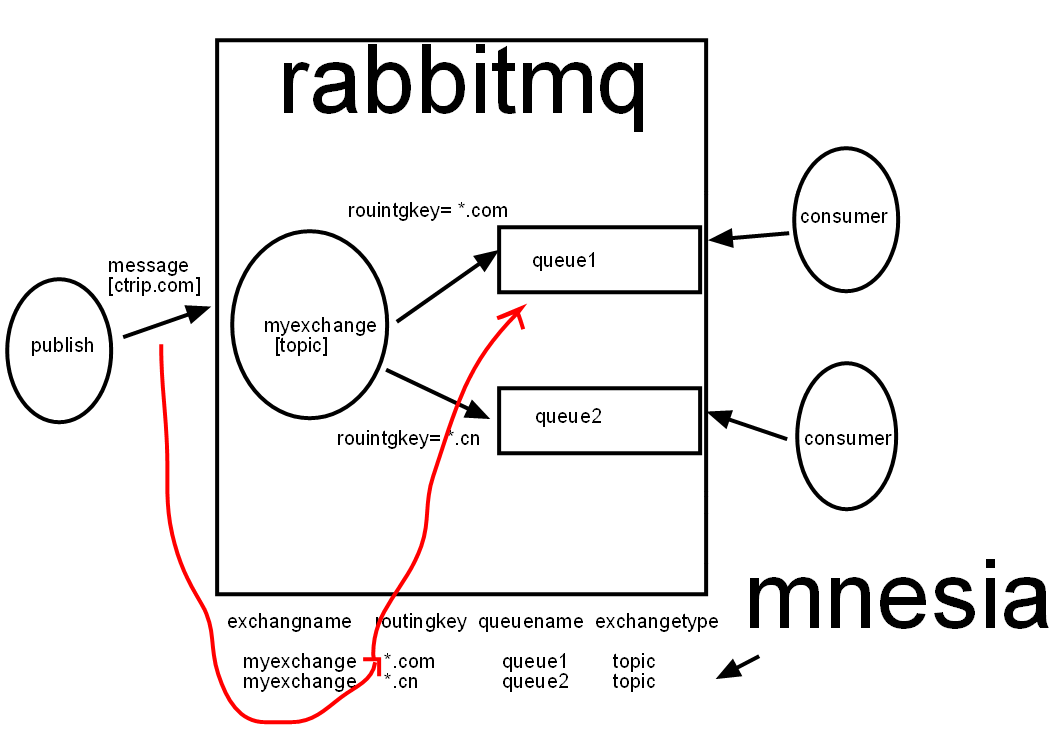 rabbitmq
rouintgkey= *.com
consumer
queue1
message
[ctrip.com]
myexchange
[topic]
publish
queue2
rouintgkey= *.cn
consumer
mnesia
exchangname routingkey queuename exchangetype
myexchange *.com queue1 topic
myexchange *.cn queue2 topic